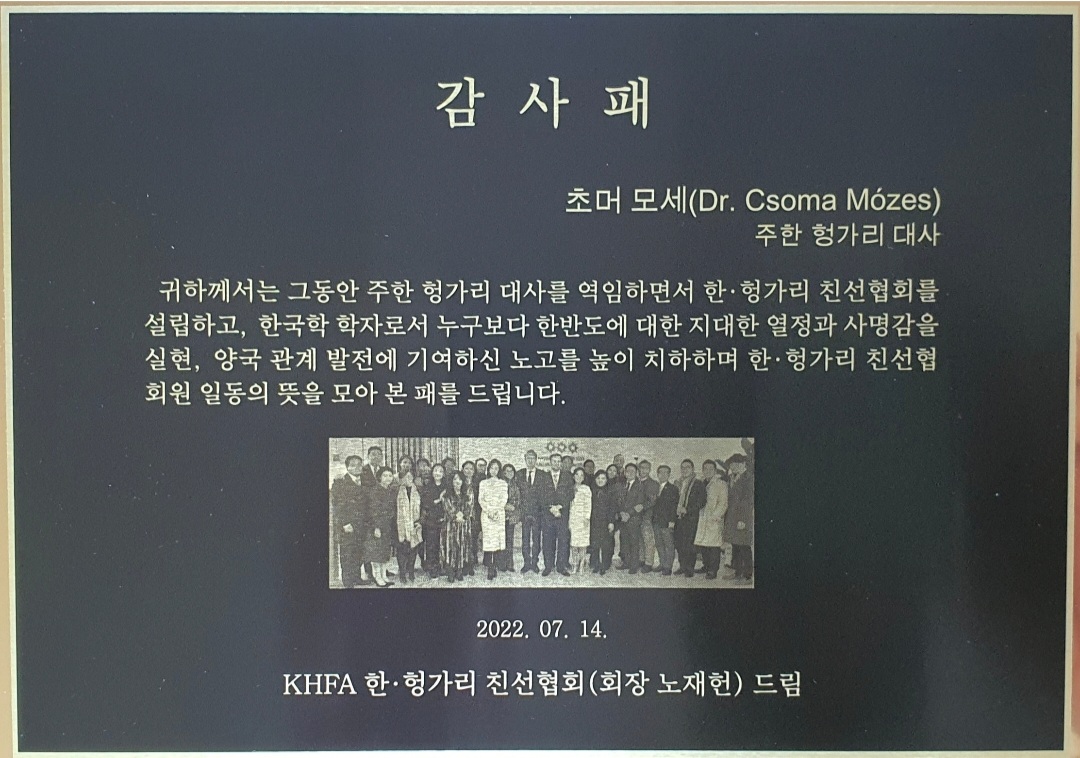 감 사 패
초머 모세(Dr. Csoma Mózes)
주한 헝가리 대사
귀하께서는 그동안 주한 헝가리 대사를 역임하면서 한·헝가리 친선협회를
설립하고, 한국학 학자로서 누구보다 한반도에 대한 지대한 열정과 사명감을
실현, 양국 관계 발전에 기여하신 노고를 높이 치하하며 한·헝가리 친선협
회원 일동의 뜻을 모아 본 패를 드립니다.
2022. 07. 14.
KHFA 한·헝가리 친선협회(회장 노재헌) 드림